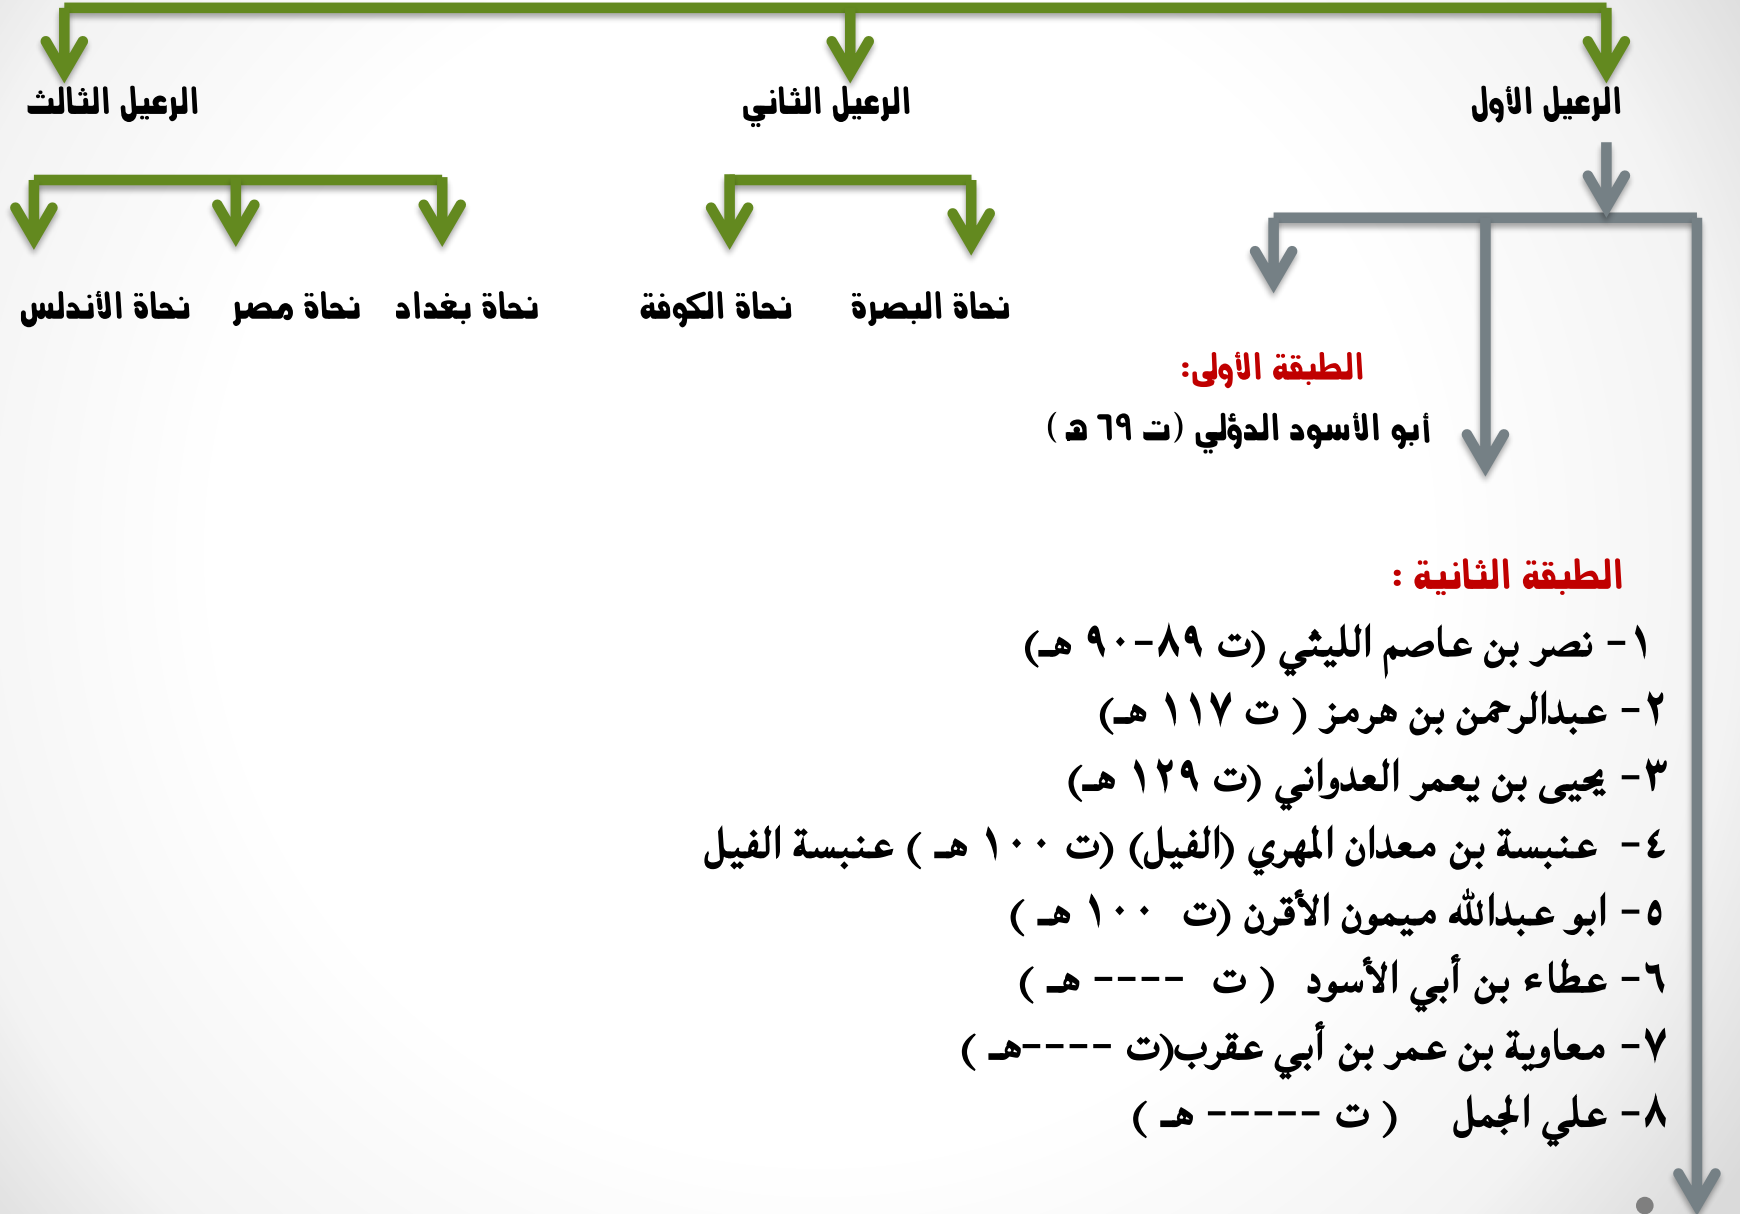 الرعيل الأول
الرعيل الثاني
الرعيل الثالث
نحاة البصرة
نحاة الكوفة
نحاة بغداد
نحاة مصر
نحاة الأندلس
الطبقة الأولى:
أبو الأسود الدؤلي (ت ٦٩ هـ )
الطبقة الثانية :
١- نصر بن عاصم الليثي (ت ٨٩-٩٠ هـ)
٢- عبدالرحمن بن هرمز ( ت ١١٧ هـ)
٣- يحيى بن يعمر العدواني (ت ١٢٩ هـ)
٤- عنبسة بن معدان المهري (الفيل) (ت ١٠٠ هـ ) عنبسة الفيل
٥- ابو عبدالله ميمون الأقرن (ت ١٠٠ هـ )
٦- عطاء بن أبي الأسود ( ت ---- هـ )
٧- معاوية بن عمر بن أبي عقرب(ت ----هـ )
٨- علي الجمل ( ت ----- هـ )